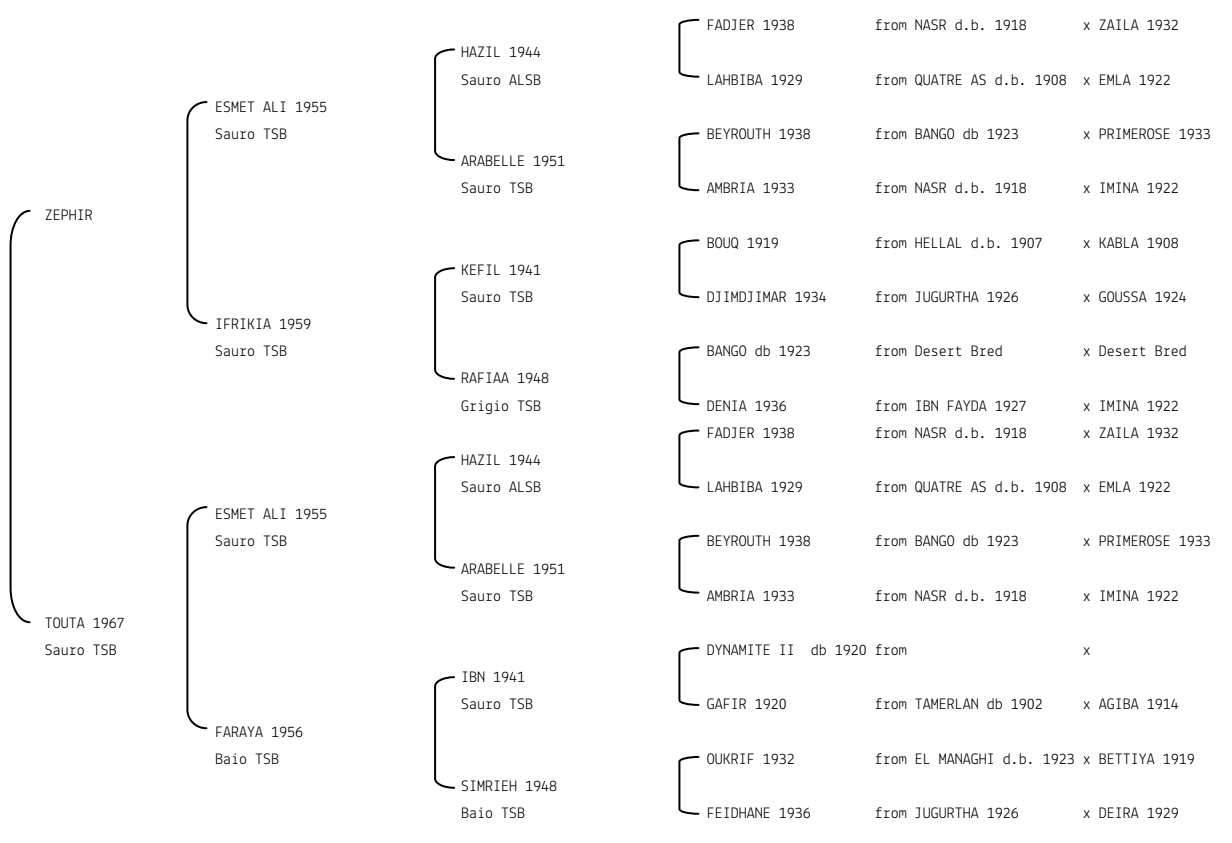 FADJER 1938 from NASR d.b. 1918 x ZAILA 1932
HAZIL 1944
Sauro ALSB LAHBIBA 1929 from QUATRE AS d.b. 1908 x EMLA 1922
ESMET ALI 1955
Sauro TSB BEYROUTH 1938 from BANGO db 1923 x PRIMEROSE 1933
ARABELLE 1951
Sauro TSB AMBRIA 1933 from NASR d.b. 1918 x IMINA 1922
ZEPHIR
BOUQ 1919 from HELLAL d.b. 1907 x KABLA 1908
KEFIL 1941
Sauro TSB DJIMDJIMAR 1934 from JUGURTHA 1926 x GOUSSA 1924
IFRIKIA 1959
Sauro TSB BANGO db 1923 from Desert Bred x Desert Bred
RAFIAA 1948
Grigio TSB DENIA 1936 from IBN FAYDA 1927 x IMINA 1922
FADJER 1938 from NASR d.b. 1918 x ZAILA 1932
HAZIL 1944
Sauro ALSB LAHBIBA 1929 from QUATRE AS d.b. 1908 x EMLA 1922
ESMET ALI 1955
Sauro TSB BEYROUTH 1938 from BANGO db 1923 x PRIMEROSE 1933
ARABELLE 1951
Sauro TSB AMBRIA 1933 from NASR d.b. 1918 x IMINA 1922
TOUTA 1967
Sauro TSB DYNAMITE II db 1920 from x
IBN 1941
Sauro TSB GAFIR 1920 from TAMERLAN db 1902 x AGIBA 1914
FARAYA 1956
Baio TSB OUKRIF 1932 from EL MANAGHI d.b. 1923 x BETTIYA 1919
SIMRIEH 1948
Baio TSB FEIDHANE 1936 from JUGURTHA 1926 x DEIRA 1929